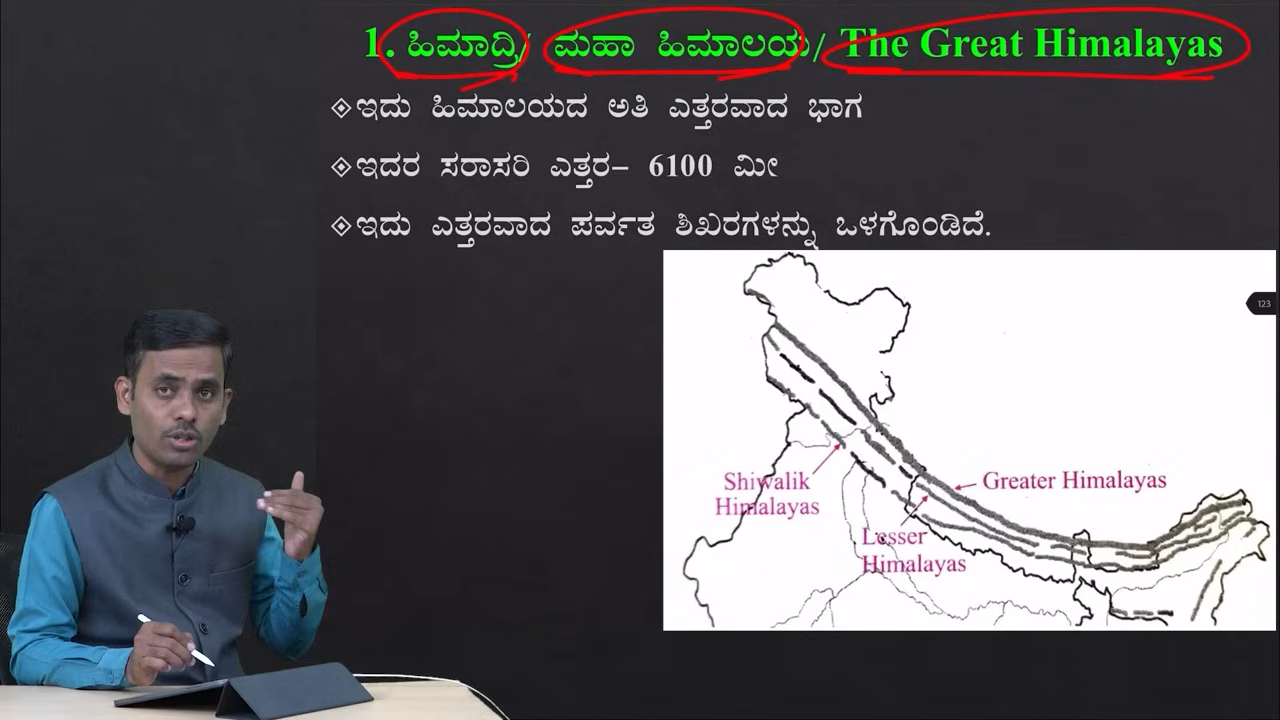 1. ಹಿಮಾದ್ರಿ/ ಮಹಾ ಹಿಮಾಲಯ/ The Great Himalayas
ಇದು ಹಿಮಾಲಯದ ಅತಿ ಎತ್ತರವಾದ ಭಾಗ
ಇದರ ಸರಾಸರಿ ಎತ್ತರ– 6100 ಮೀ
ಇದು ಎತ್ತರವಾದ ಪರ್ವತ ಶಿಖರಗಳನ್ನು ಒಳಗೊಂಡಿದೆ.
123
Shiwalik
Himalayas
Greater Himalayas
Lesser
Himalayas